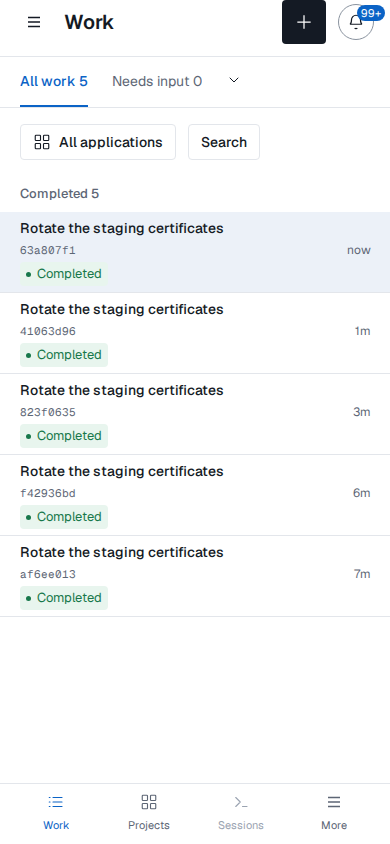 Work
99+
All work 5
Needs input 0
All applications
Search
Completed 5
Rotate the staging certificates
63a807f1
now
Completed
Rotate the staging certificates
41063d96
1m
Completed
Rotate the staging certificates
823f0635
3m
Completed
Rotate the staging certificates
f42936bd
6m
Completed
Rotate the staging certificates
af6ee013
7m
Completed
Work
Projects
Sessions
More